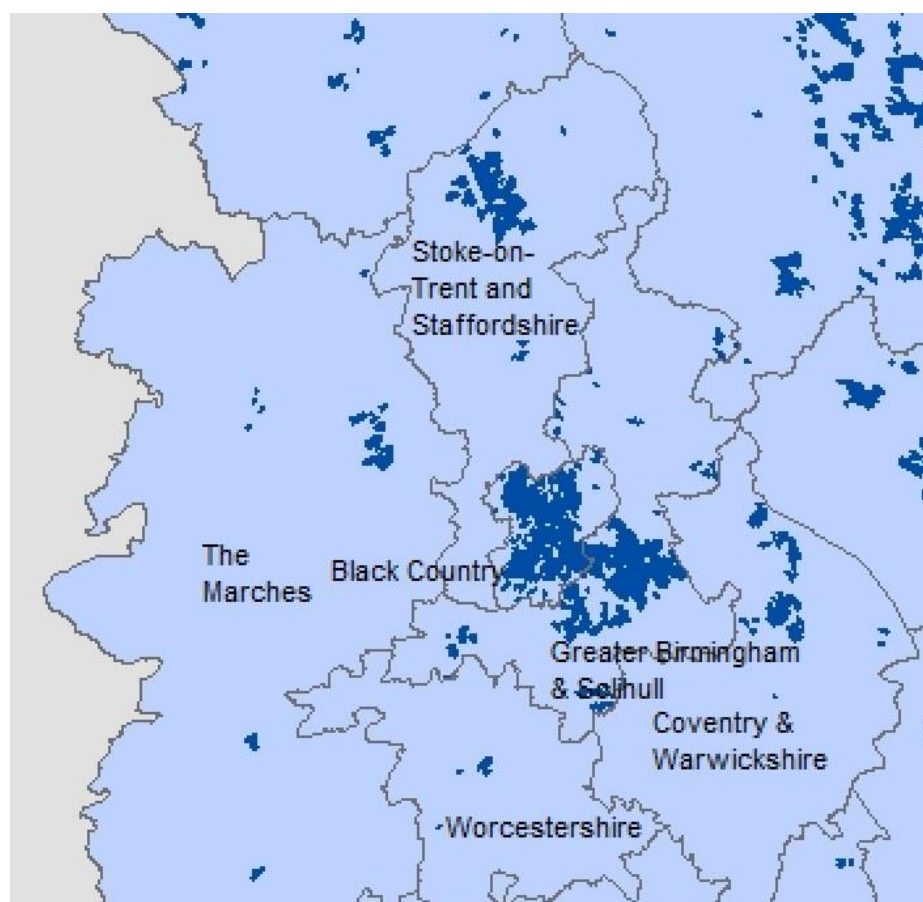 Stoke-on-
Trent and
Staffordshire
The
Marches
Black Country
Greater Birmingham
& Solihull
Coventry &
Warwickshire
Worcestershire